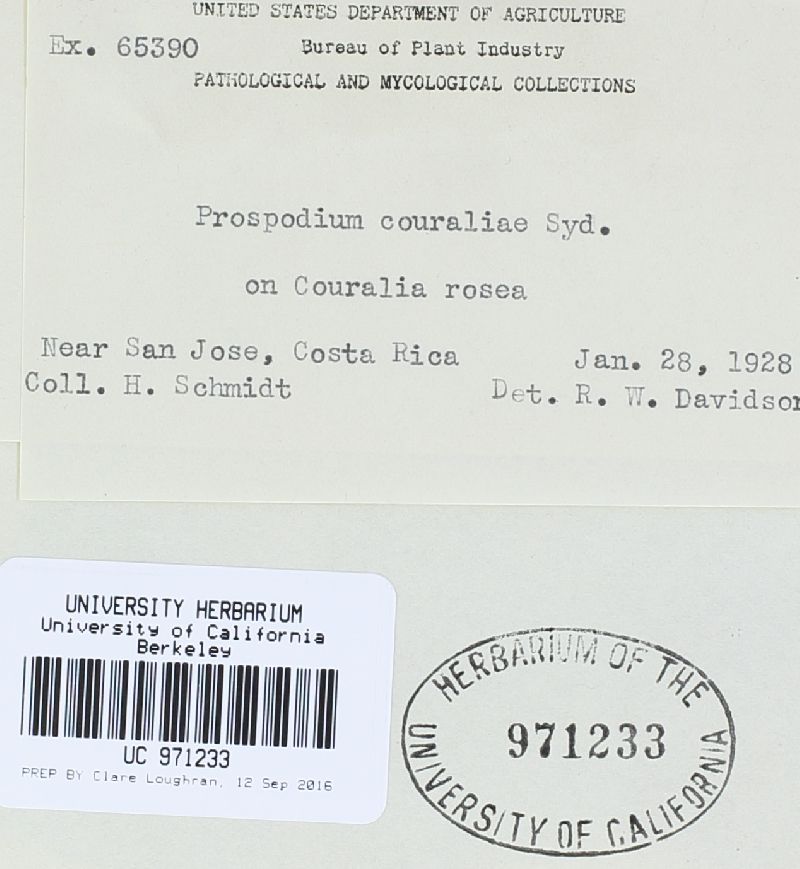 UNITED STATES DEPARTMENT OF AGRICULTURE
Ex. 65390 Bureau of Plant Industry
PATHOLOGICAL AND MYCOLOGICAL COLLECTIONS
Prospodium couraliae Syd.
on Couralia rosea
Near San Jose, Costa Rica Jan. 28, 1928
Coll. H. Schmidt Det. R. W. Davidson
UNIVERSITY HERBARIUM
University of California
Berkeley
UC 971233
PREP BY Clare Loughran, 12 Sep 2016
HERBARIUM OF THE
971233
UNIVERSITY OF CALIFORNIA